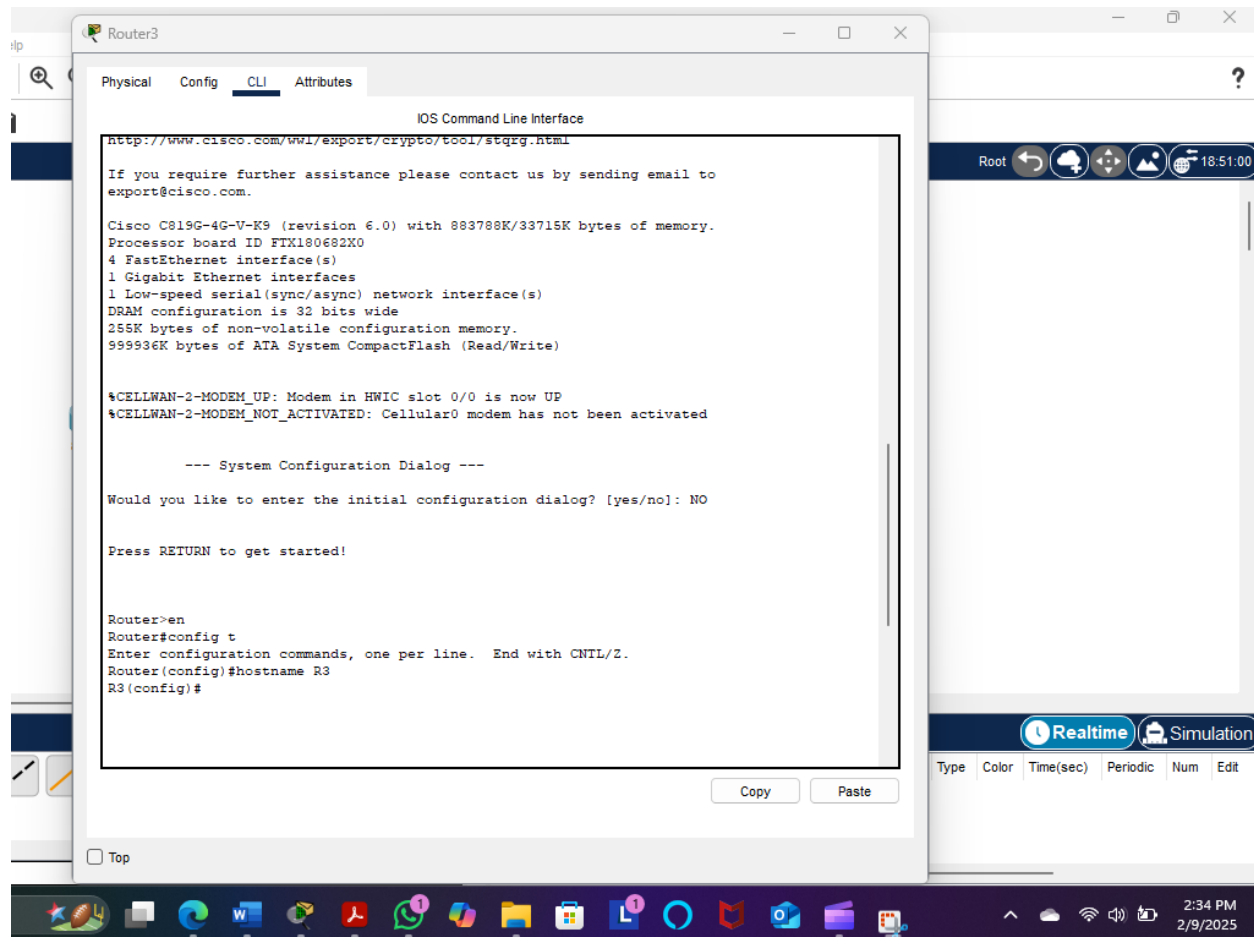 Router3
elp
Physical Config CLI Attributes
?
IOS Command Line Interface
http://www.cisco.com/wwl/export/crypto/tool/stqrg.html
Root 18:51:00
If you require further assistance please contact us by sending email to
export@cisco.com.
Cisco C819G-4G-V-K9 (revision 6.0) with 883788K/33715K bytes of memory.
Processor board ID FTX180682X0
4 FastEthernet interface(s)
1 Gigabit Ethernet interfaces
1 Low-speed serial(sync/async) network interface(s)
DRAM configuration is 32 bits wide
255K bytes of non-volatile configuration memory.
999936K bytes of ATA System CompactFlash (Read/Write)
%CELLWAN-2-MODEM_UP: Modem in HWIC slot 0/0 is now UP
%CELLWAN-2-MODEM_NOT_ACTIVATED: Cellular0 modem has not been activated
--- System Configuration Dialog ---
Would you like to enter the initial configuration dialog? [yes/no]: NO
Press RETURN to get started!
Router>en
Router#config t
Enter configuration commands, one per line. End with CNTL/Z.
Router(config)#hostname R3
R3(config)#
Realtime Simulation
Type Color Time(sec) Periodic Num Edit
Copy Paste
Top
4 1 1
2:34 PM
2/9/2025